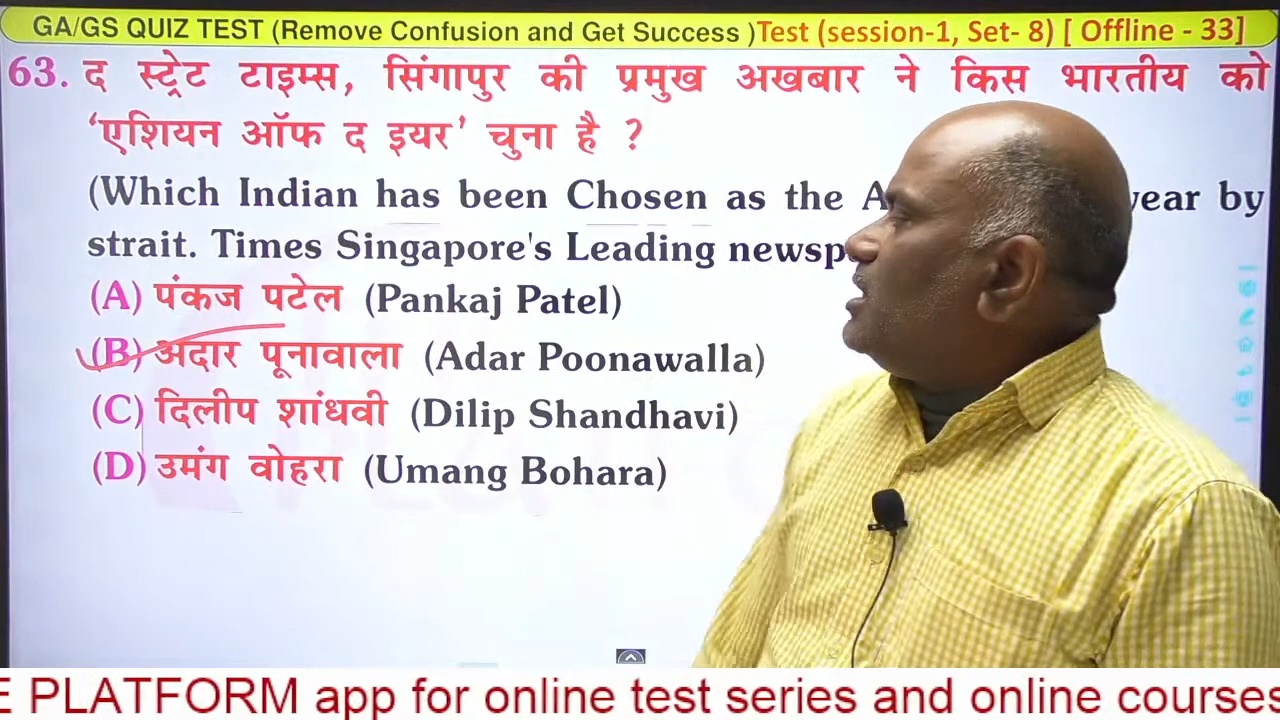 GA/GS QUIZ TEST (Remove Confusion and Get Success )Test (session-1, Set- 8) [ Offline - 33]
63. द स्ट्रेट टाइम्स, सिंगापुर की प्रमुख अखबार ने किस भारतीय को
‘एशियन ऑफ द इयर’ चुना है ?
(Which Indian has been Chosen as the year by
strait. Times Singapore's Leading
(A) पंकज पटेल (Pankaj Patel)
(B) अदार पूनावाला (Adar Poonawalla)
(C) दिलीप शांधवी (Dilip Shandhavi)
(D) उमंग वोहरा (Umang Bohara)
PLATFORM app for online test series and online courses